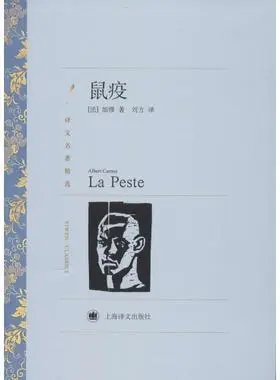 鼠疫
[法] 加缪 著 刘方 译
译文名著精选
YIWEN CLASSICS
Albert Camus
La Peste
上海译文出版社